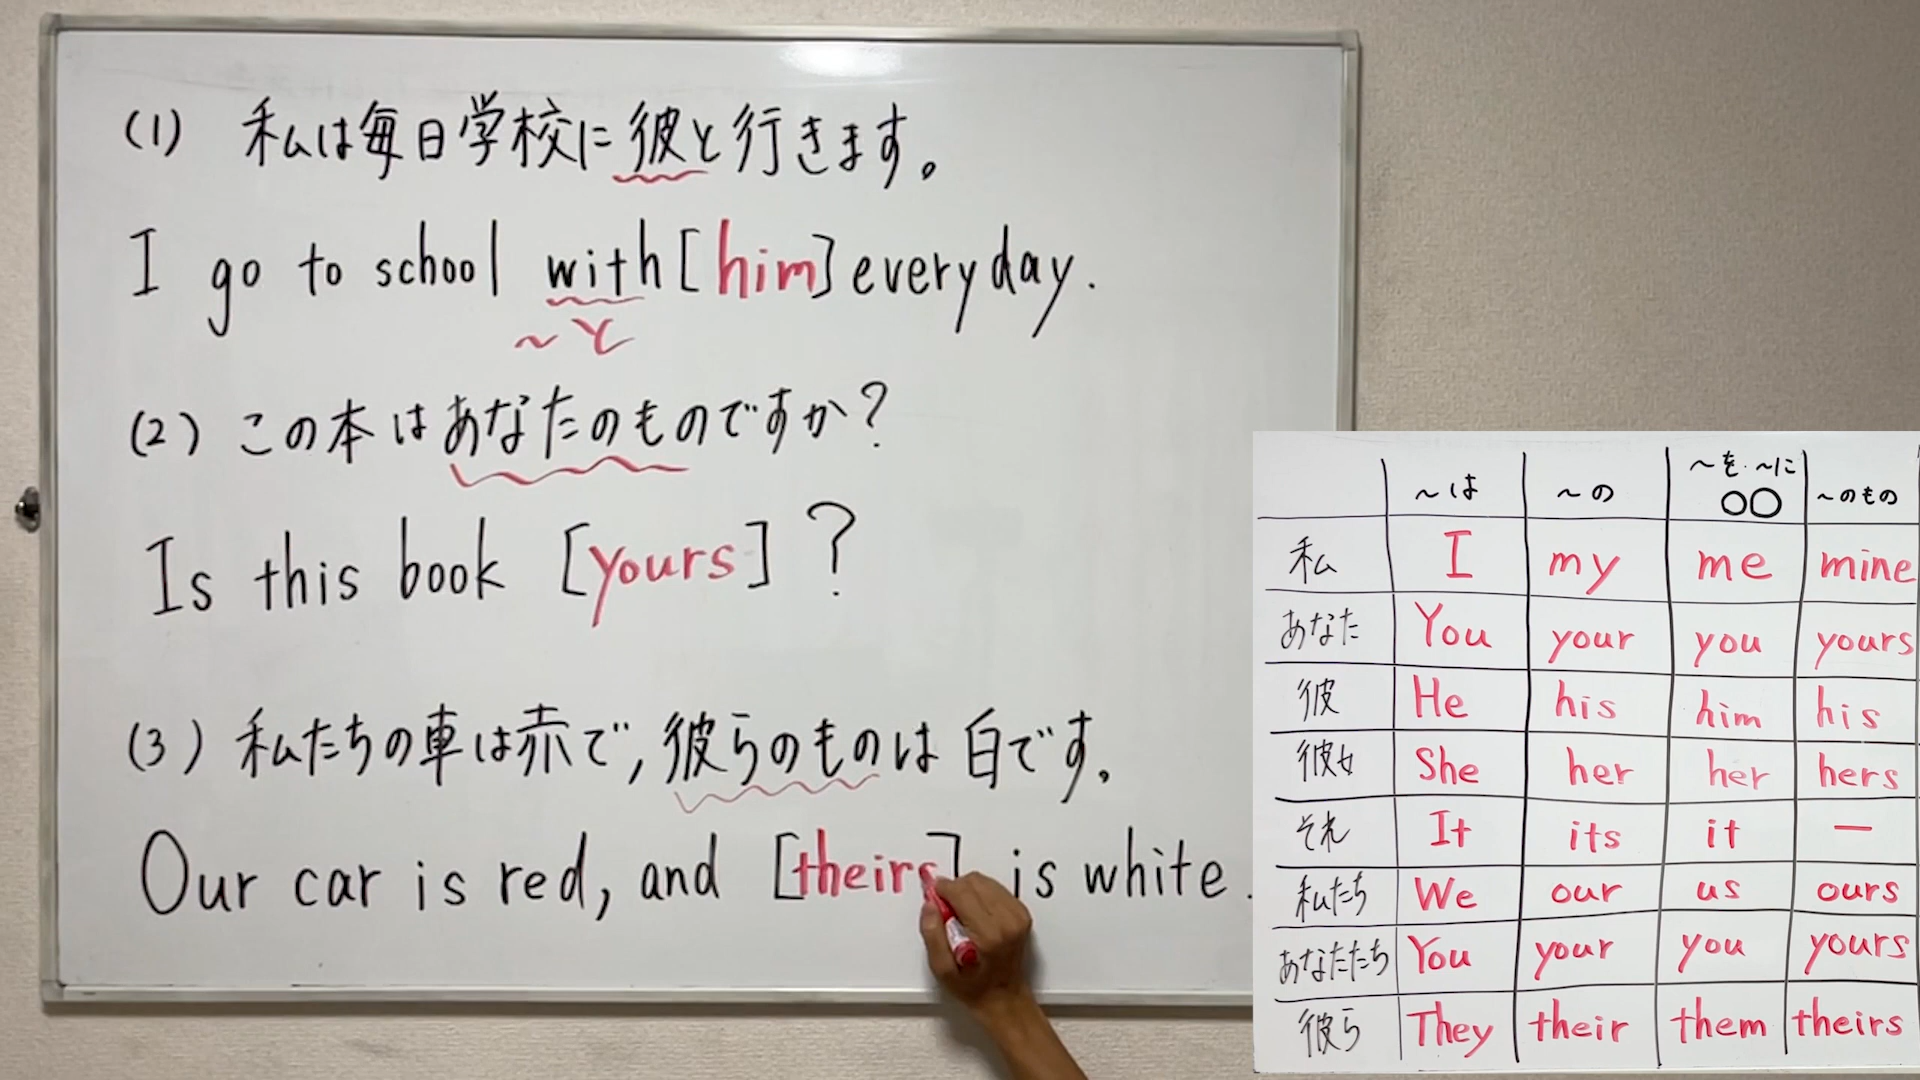 (1) 私は毎日学校に彼と行きます。
I go to school with [him] everyday.
〜と
(2) この本はあなたのものですか?
Is this book [yours] ?
(3) 私たちの車は赤で,彼らのものは 白です。
Our car is red, and [theirs] is white.
〜は 〜の 〜を・〜に 〜のもの
○○
私 I my me mine
あなた You your you yours
彼 He his him his
彼女 She her her hers
それ It its it ー
私たち We our us ours
あなたたち You your you yours
彼ら They their them theirs